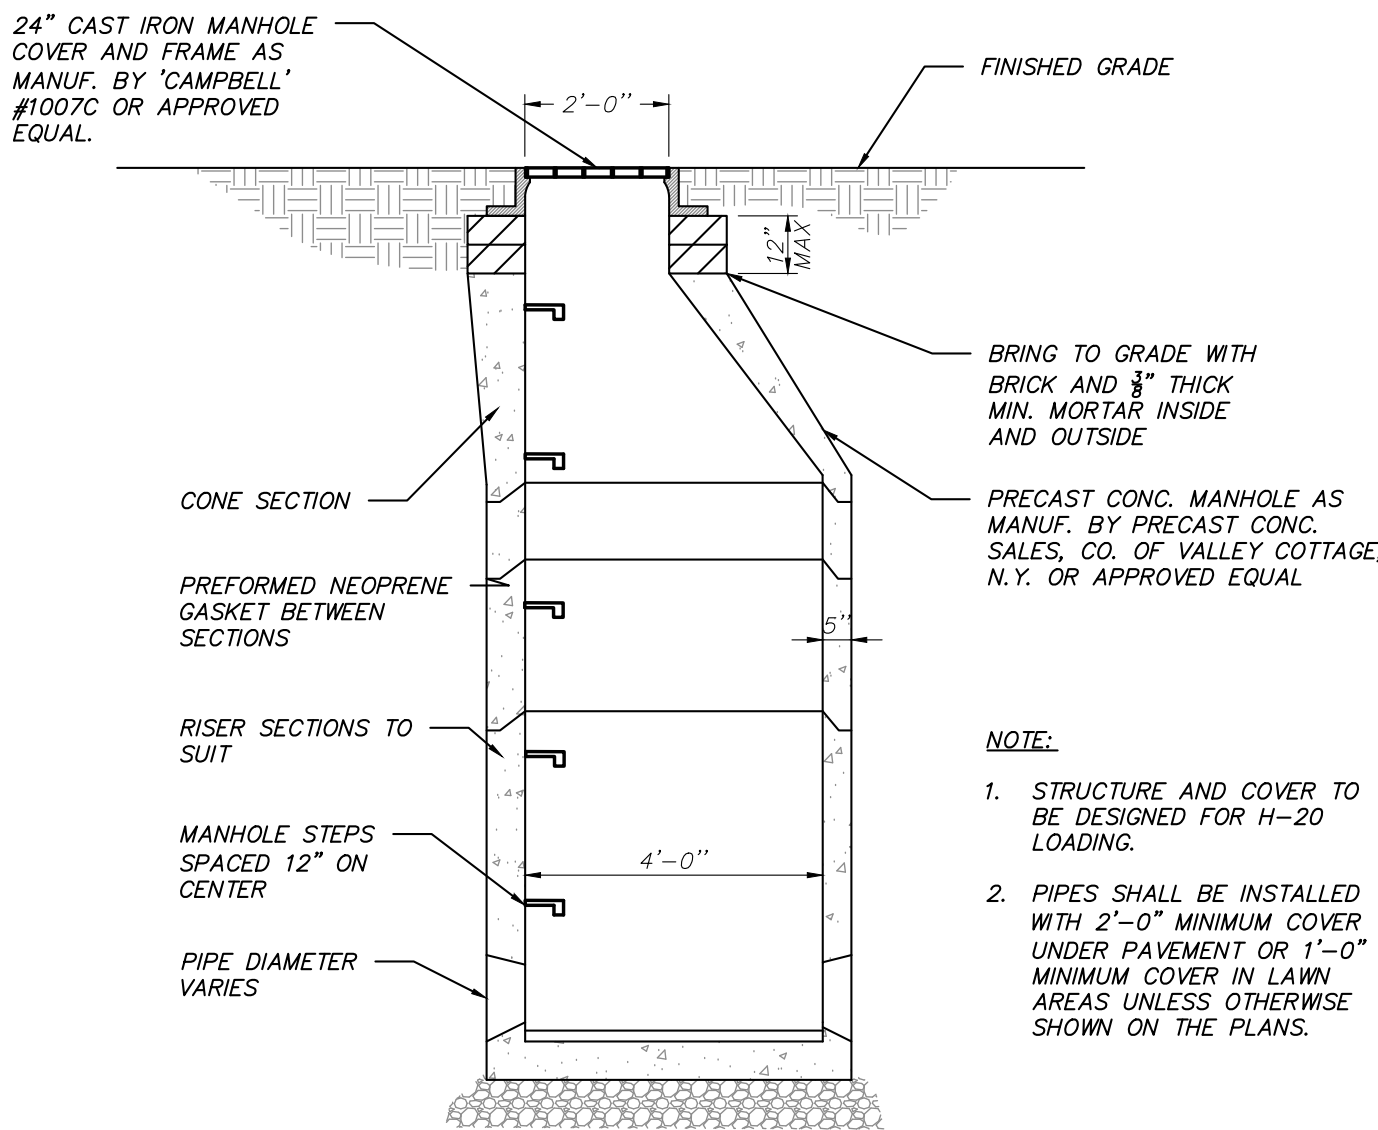 24" CAST IRON MANHOLE
COVER AND FRAME AS
MANUF. BY 'CAMPBELL'
#1007C OR APPROVED
EQUAL.
2'-0"
FINISHED GRADE
12"
MAX
BRING TO GRADE WITH
BRICK AND 3/8" THICK
MIN. MORTAR INSIDE
AND OUTSIDE
CONE SECTION
PRECAST CONC. MANHOLE AS
MANUF. BY PRECAST CONC.
SALES, CO. OF VALLEY COTTAGE,
N.Y. OR APPROVED EQUAL
PREFORMED NEOPRENE
GASKET BETWEEN
SECTIONS
5"
RISER SECTIONS TO
SUIT
MANHOLE STEPS
SPACED 12" ON
CENTER
4'-0"
PIPE DIAMETER
VARIES
NOTE:
1. STRUCTURE AND COVER TO
BE DESIGNED FOR H-20
LOADING.
2. PIPES SHALL BE INSTALLED
WITH 2'-0" MINIMUM COVER
UNDER PAVEMENT OR 1'-0"
MINIMUM COVER IN LAWN
AREAS UNLESS OTHERWISE
SHOWN ON THE PLANS.